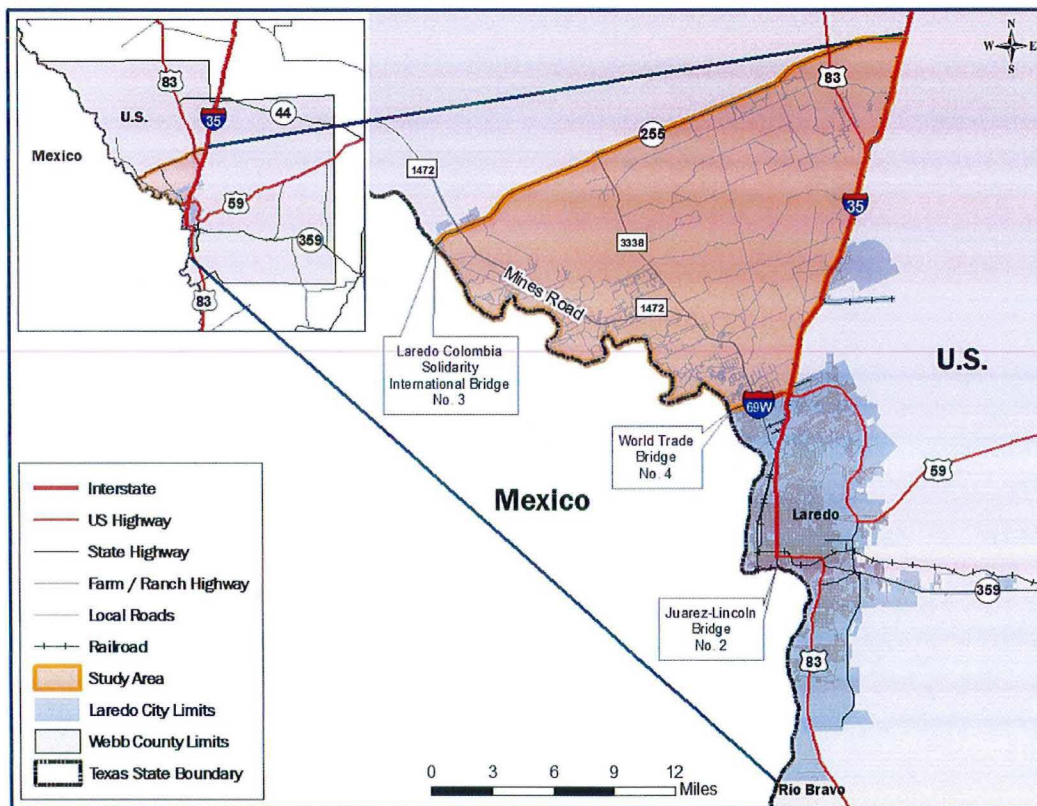 83
U.S.
Mexico
35
44
59
359
83
N
W E
S
83
255
1472
35
3338
Mines Road
1472
Laredo Colombia
Solidarity
International Bridge
No. 3
U.S.
69W
World Trade
Bridge
No. 4
59
Mexico
Laredo
359
Juarez-Lincoln
Bridge
No. 2
83
Interstate
US Highway
State Highway
Farm / Ranch Highway
Local Roads
Railroad
Study Area
Laredo City Limits
Webb County Limits
Texas State Boundary
0 3 6 9 12
Miles
Rio Bravo